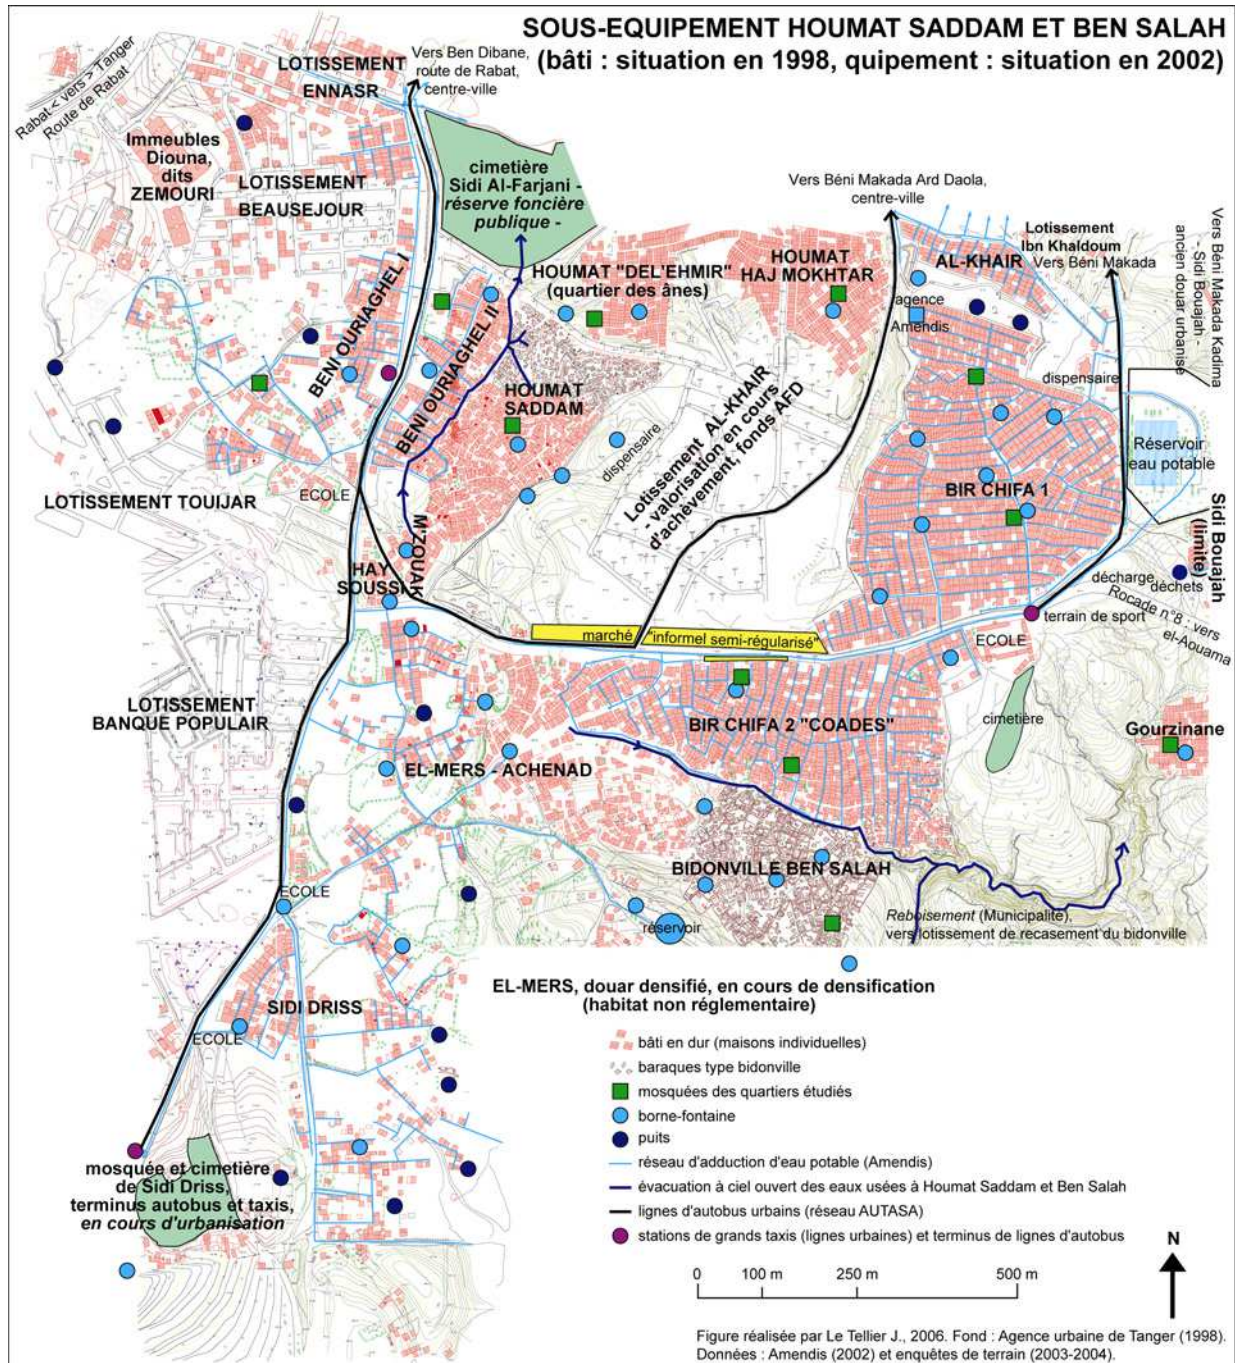 SOUS-EQUIPEMENT HOUMAT SADDAM ET BEN SALAH
(bâti : situation en 1998, quipement : situation en 2002)
Rabat < vers > Tanger
Route de Rabat
LOTISSEMENT
ENNASR
Vers Ben Dibane,
route de Rabat,
centre-ville
Immeubles
Diouna,
dits
ZEMOURI
LOTISSEMENT
BEAUSEJOUR
cimetière
Sidi Al-Farjani -
réserve foncière
publique -
Vers Béni Makada Ard Daola,
centre-ville
Lotissement
Ibn Khaldoum
Vers Béni Makada
AL-KHAIR
Vers Béni Makada Kadima
- Sidi Bouajah -
ancien douar urbanise
HOUMAT "DEL'EHMIR"
(quartier des ânes)
HOUMAT
HAJ MOKHTAR
agence
Amendis
BENI OURIAGHEL I
BENI OURIAGHEL II
HOUMAT
SADDAM
dispensaire
dispensaire
Lotissement AL-KHAIR
- valorisation en cours
d'achèvement, fonds AFD
Réservoir
eau potable
BIR CHIFA 1
LOTISSEMENT TOUIJAR
ECOLE
M'ZOUAK
HAY
SOUSSI
Sidi Bouajah
(limite)
décharge
déchets
Rocade n°8 : vers
el-Aouama
terrain de sport
marché
"informel semi-régularisé"
ECOLE
LOTISSEMENT
BANQUE POPULAIR
BIR CHIFA 2 "COADES"
cimetière
Gourzinane
EL-MERS - ACHENAD
BIDONVILLE BEN SALAH
ECOLE
réservoir
Reboisement (Municipalité),
vers lotissement de recasement du bidonville
EL-MERS, douar densifié, en cours de densification
(habitat non réglementaire)
SIDI DRISS
ECOLE
mosquée et cimetière
de Sidi Driss,
terminus autobus et taxis,
en cours d'urbanisation
bâti en dur (maisons individuelles)
baraques type bidonville
mosquées des quartiers étudiés
borne-fontaine
puits
réseau d'adduction d'eau potable (Amendis)
évacuation à ciel ouvert des eaux usées à Houmat Saddam et Ben Salah
lignes d'autobus urbains (réseau AUTASA)
stations de grands taxis (lignes urbaines) et terminus de lignes d'autobus
N
0 100 m 250 m 500 m
Figure réalisée par Le Tellier J., 2006. Fond : Agence urbaine de Tanger (1998).
Données : Amendis (2002) et enquêtes de terrain (2003-2004).